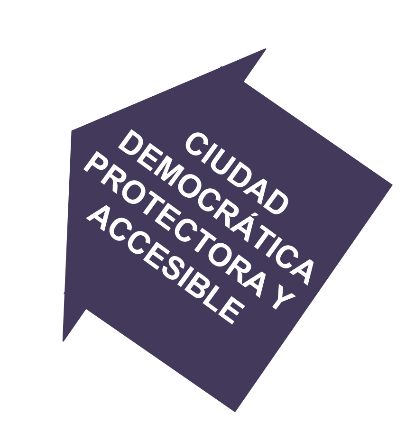 CIUDAD
DEMOCRÁTICA
PROTECTORA Y
ACCESIBLE